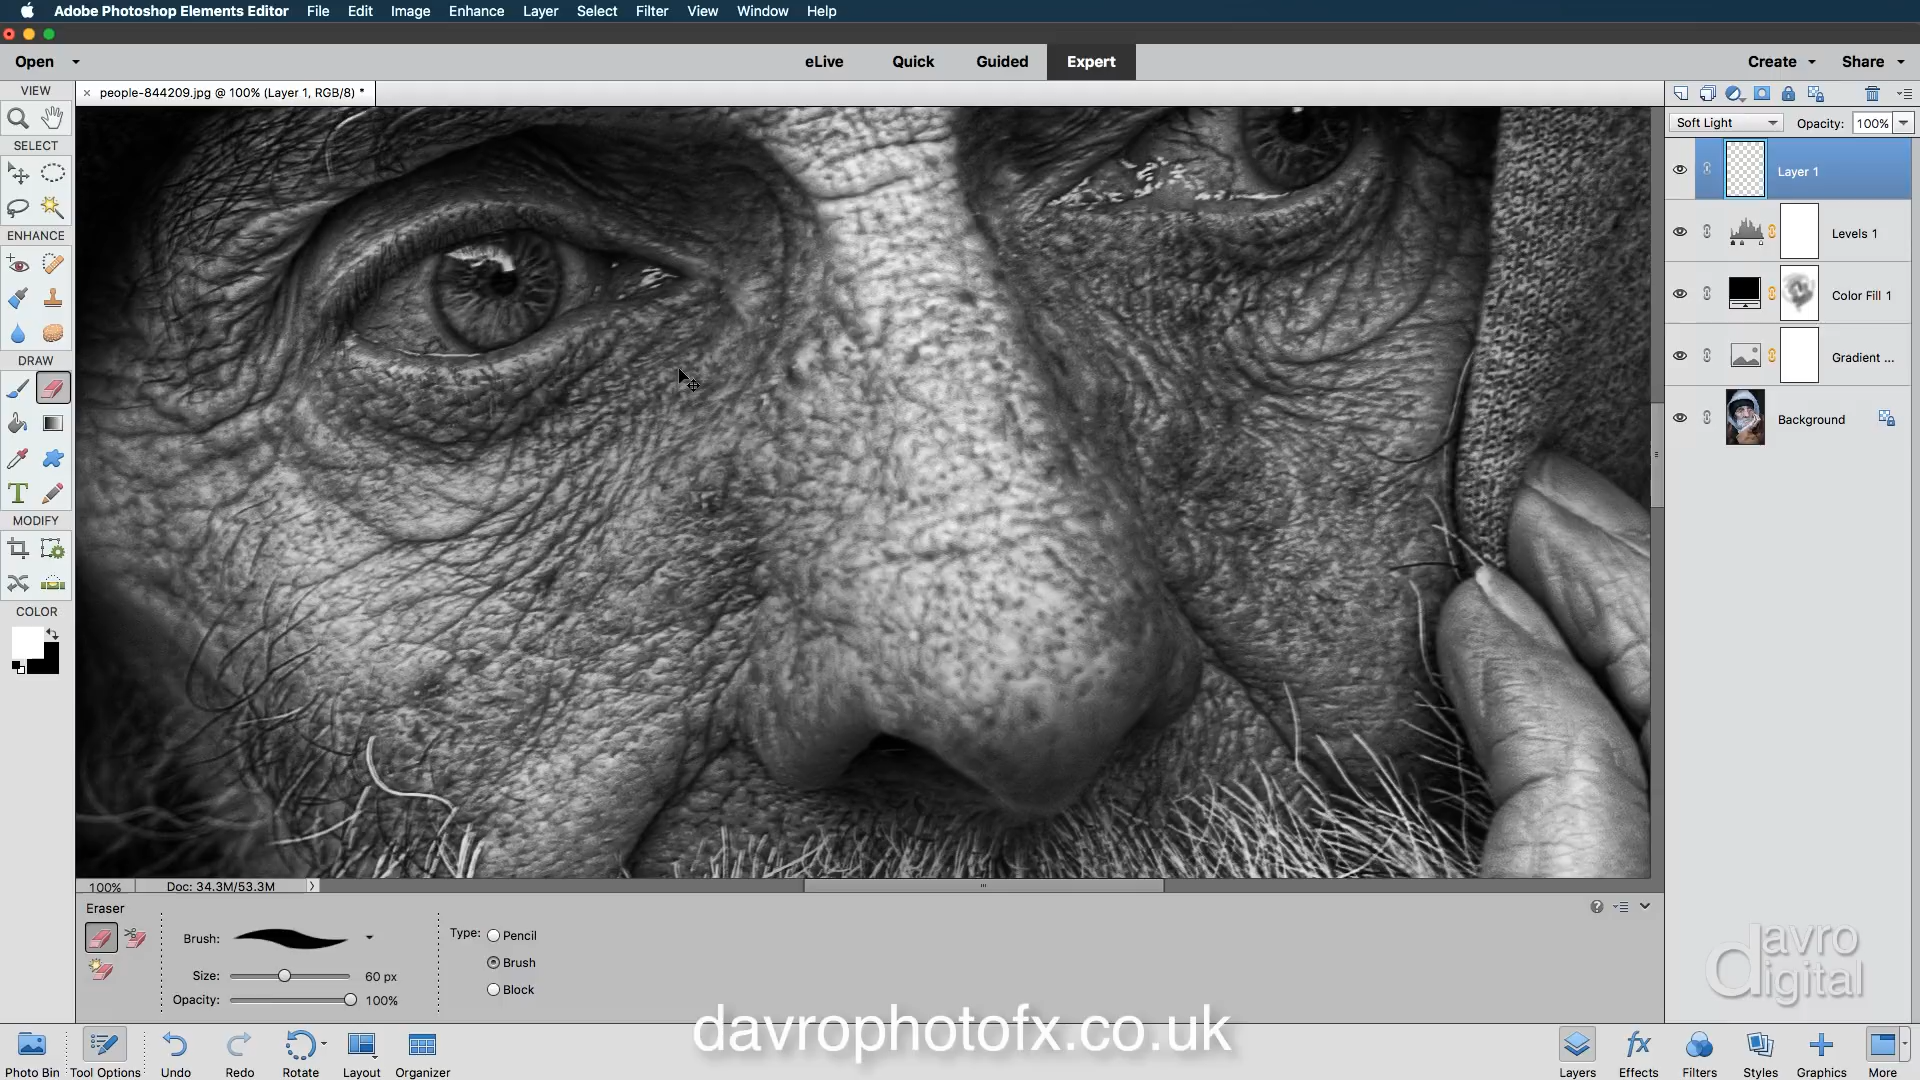 Adobe Photoshop Elements Editor File Edit Image Enhance Layer Select Filter View Window Help
Open eLive Quick Guided Expert Create Share
VIEW
× people-844209.jpg @ 100% (Layer 1, RGB/8) *
Soft Light Opacity: 100%
SELECT
Layer 1
ENHANCE
Levels 1
Color Fill 1
DRAW
Gradient ...
Background
MODIFY
COLOR
100% Doc: 34.3M/53.3M
Eraser
Brush:
Size: 60 px
Opacity: 100%
Type: Pencil
Brush
Block
davro
digital
davrophotofx.co.uk
Photo Bin Tool Options Undo Redo Rotate Layout Organizer
Layers Effects Filters Styles Graphics More